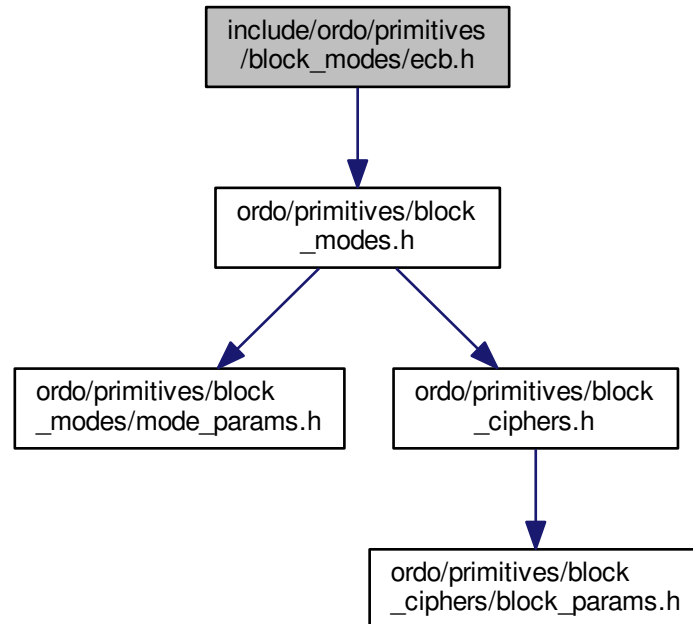 include/ordo/primitives
/block_modes/ecb.h
ordo/primitives/block
_modes.h
ordo/primitives/block
_modes/mode_params.h
ordo/primitives/block
_ciphers.h
ordo/primitives/block
_ciphers/block_params.h